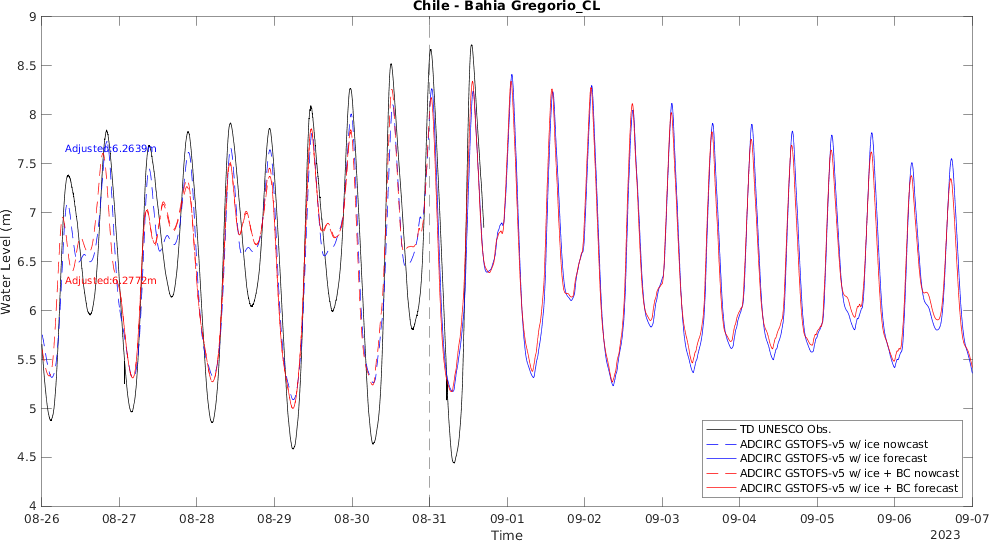 Chile - Bahia Gregorio_CL
9
8.5
8
7.5
7
6.5
6
5.5
5
4.5
4
Water Level (m)
Adjusted:6.2639m
Adjusted:6.2772m
TD UNESCO Obs.
ADCIRC GSTOFS-v5 w/ ice nowcast
ADCIRC GSTOFS-v5 w/ ice forecast
ADCIRC GSTOFS-v5 w/ ice + BC nowcast
ADCIRC GSTOFS-v5 w/ ice + BC forecast
08-26 08-27 08-28 08-29 08-30 08-31 09-01 09-02 09-03 09-04 09-05 09-06 09-07
Time
2023